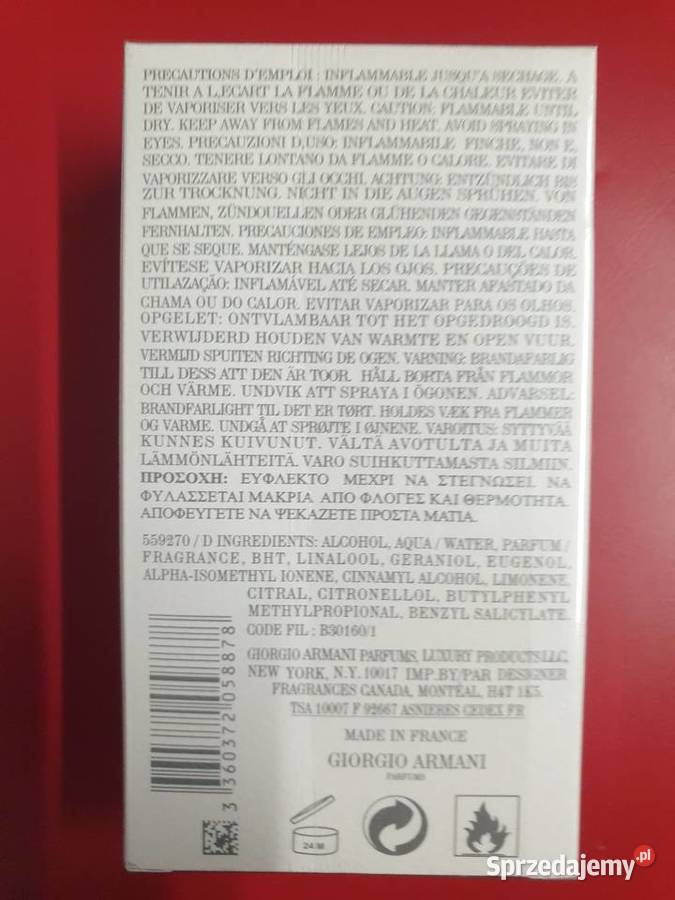 PRECAUTIONS D'EMPLOI : INFLAMMABLE JUSQU'A SECHAGE. A
TENIR A L,ECART LA FLAMME OU DE LA CHALEUR EVITER
DE VAPORISER VERS LES YEUX. CAUTION: FLAMMABLE UNTIL
DRY. KEEP AWAY FROM FLAMES AND HEAT. AVOID SPRAYING IN
EYES. PRECAUZIONI D,USO: INFLAMMABILE FINCHE, NON E,
SECCO. TENERE LONTANO DA FLAMME O CALORE. EVITARE DI
VAPORIZZARE VERSO GLI OCCHI. ACHTUNG: ENTZÜNDLICH BIS
ZUR TROCKNUNG. NICHT IN DIE AUGEN SPRÜHEN. VON
FLAMMEN, ZÜNDOUELLEN ODER GLÜHENDEN GEGENSTÄNDEN
FERNHALTEN. PRECAUCIONES DE EMPLEO: INFLAMABLE HASTA
QUE SE SEQUE. MANTÉNGASE LEJOS DE LA LLAMA O DEL CALOR.
EVÍTESE VAPORIZAR HACIA LOS OJOS. PRECAUÇÕES DE
UTILAZAÇÃO: INFLAMÁVEL ATÉ SECAR. MANTER AFASTADO DA
CHAMA OU DO CALOR. EVITAR VAPORIZAR PARA OS OLHOS.
OPGELET: ONTVLAMBAAR TOT HET OPGEDROOGD IS.
VERWIJDERD HOUDEN VAN WARMTE EN OPEN VUUR.
VERMIJD SPUITEN RICHTING DE OGEN. VARNING: BRANDAFARLIG
TILL DESS ATT DEN ÄR TOOR. HÅLL BORTA FRÅN FLAMMOR
OCH VÄRME. UNDVIK ATT SPRAYA I ÖGONEN. ADVARSEL:
BRANDFARLIGHT TIL DET ER TØRT. HOLDES VÆK FRA FLAMMER
OG VARME. UNDGÅ AT SPRØJTE I ØJNENE. VAROITUS: SYTTYVÄÄ
KUNNES KUIVUNUT. VÄLTÄ AVOTULTA JA MUITA
LÄMMÖNLÄHTEITÄ. VARO SUIHKUTTAMASTA SILMIIN.
ΠΡΟΣΟΧΗ: ΕΥΦΛΕΚΤΟ ΜΕΧΡΙ ΝΑ ΣΤΕΓΝΩΣΕΙ. ΝΑ
ΦΥΛΑΣΣΕΤΑΙ ΜΑΚΡΙΑ ΑΠΟ ΦΛΟΓΕΣ ΚΑΙ ΘΕΡΜΟΤΗΤΑ.
ΑΠΟΦΕΥΓΕΤΕ ΝΑ ΨΕΚΑΖΕΤΕ ΠΡΟΣΤΑ ΜΑΤΙΑ.
559270 / D INGREDIENTS: ALCOHOL, AQUA / WATER, PARFUM /
FRAGRANCE, BHT, LINALOOL, GERANIOL, EUGENOL,
ALPHA-ISOMETHYL IONENE, CINNAMYL ALCOHOL, LIMONENE,
CITRAL, CITRONELLOL, BUTYLPHENYL
METHYLPROPIONAL, BENZYL SALICYLATE.
CODE FIL : B30160/1
GIORGIO ARMANI PARFUMS, LUXURY PRODUCTS LLC,
NEW YORK, N.Y. 10017 IMP.BY/PAR DESIGNER
FRAGRANCES CANADA, MONTÉAL, H4T 1K5.
TSA 10007 F 92667 ASNIERES CEDEX FR
MADE IN FRANCE
GIORGIO ARMANI
PARFUMS
3 360372 058878
24 M
Sprzedajemy.pl